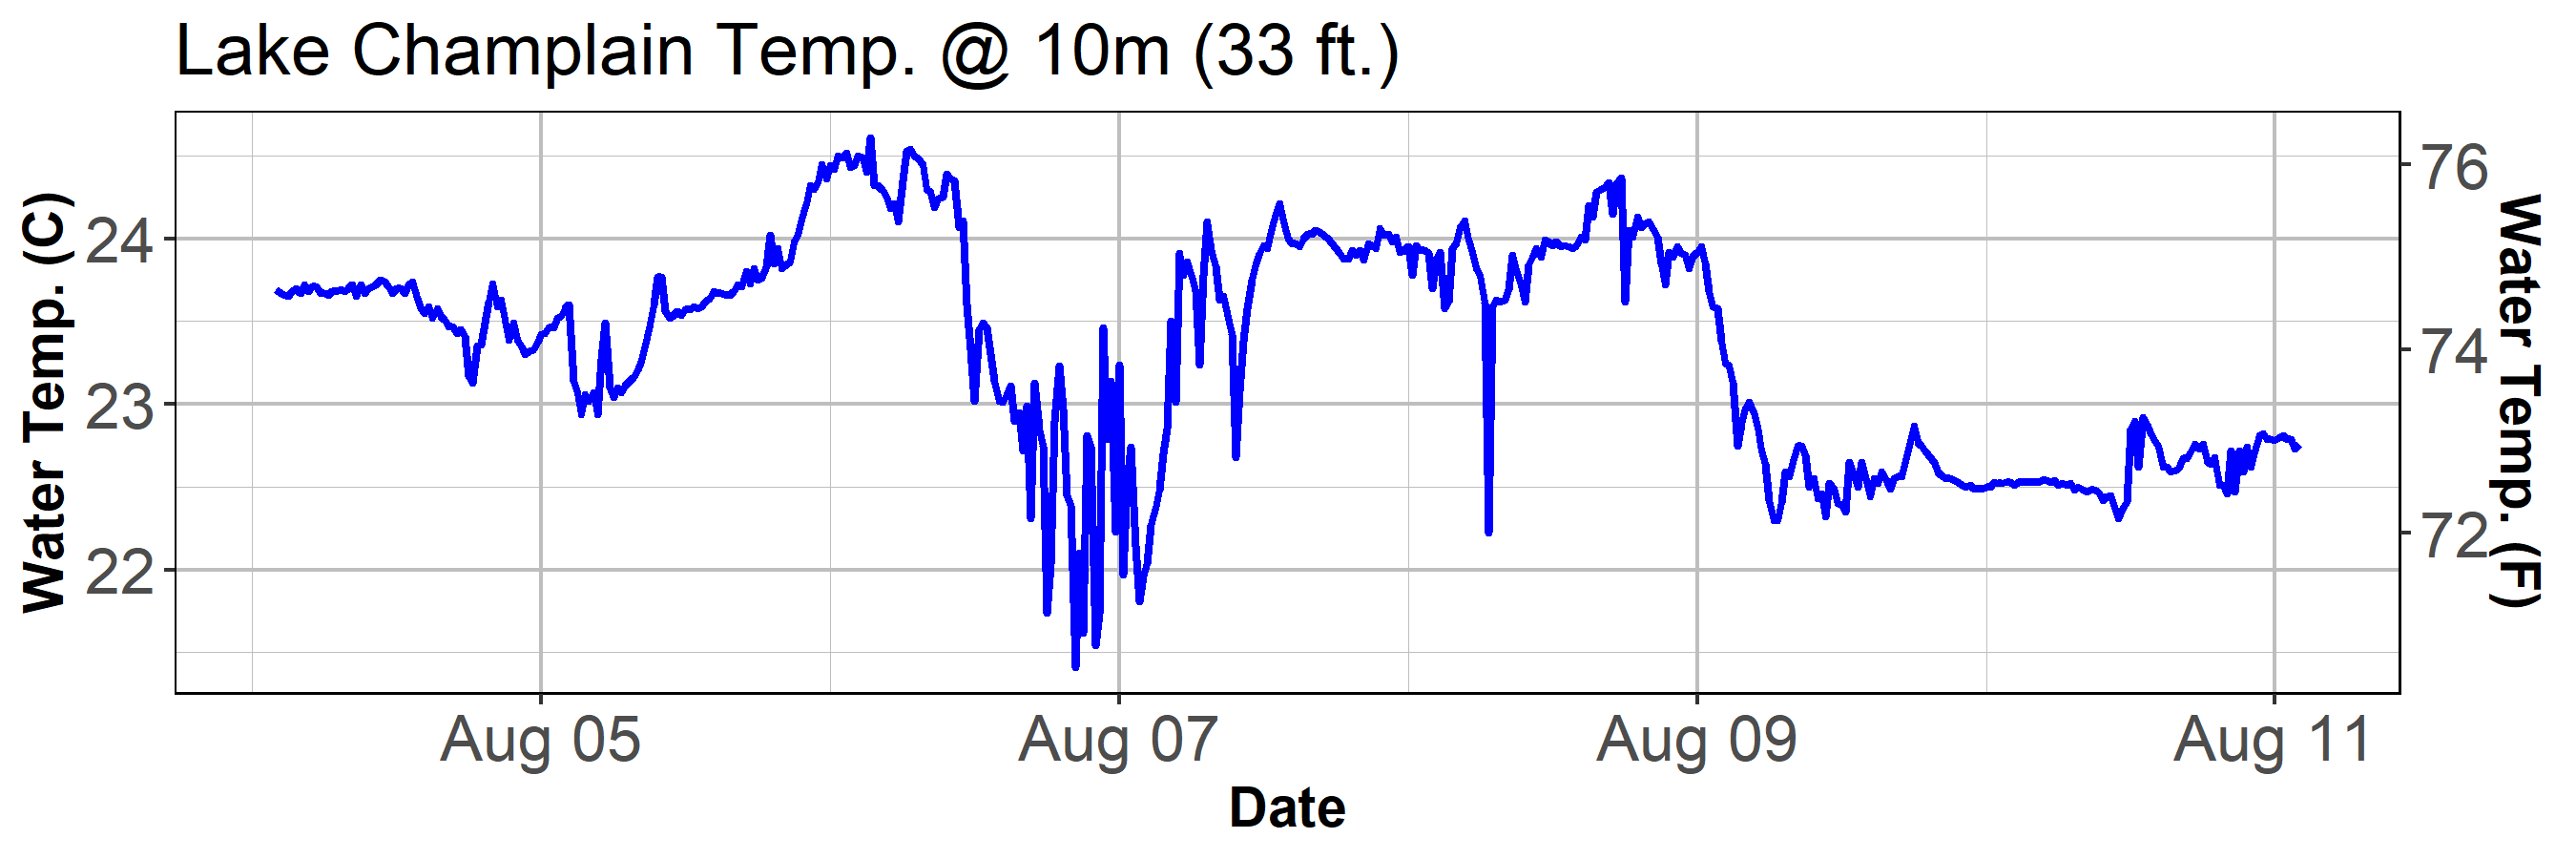 Lake Champlain Temp. @ 10m (33 ft.)
Water Temp. (C)
24
23
22
76
74
72
Water Temp. (F)
Aug 05
Aug 07
Aug 09
Aug 11
Date